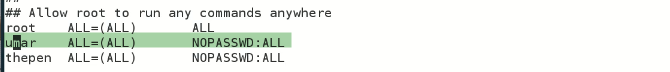 ##
## Allow root to run any commands anywhere
root    ALL=(ALL)       ALL
umar    ALL=(ALL)       NOPASSWD:ALL
thepen  ALL=(ALL)       NOPASSWD:ALL